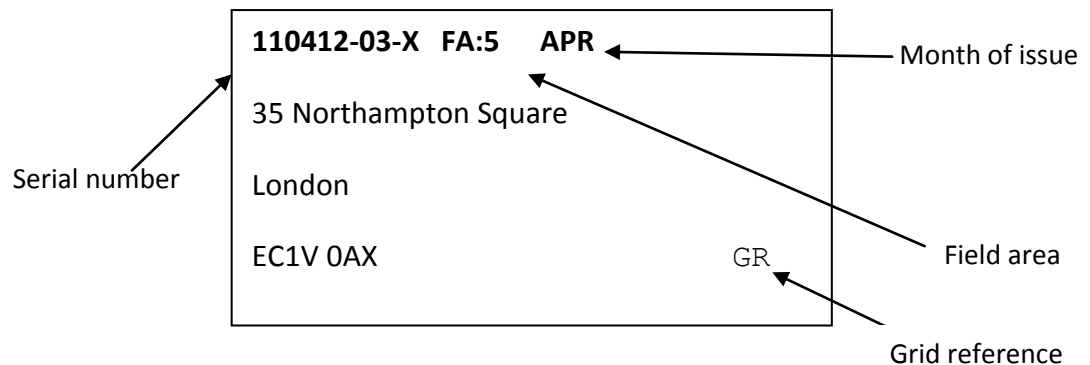 110412-03-X FA:5 APR
Month of issue
35 Northampton Square
Serial number
London
EC1V 0AX GR
Field area
Grid reference